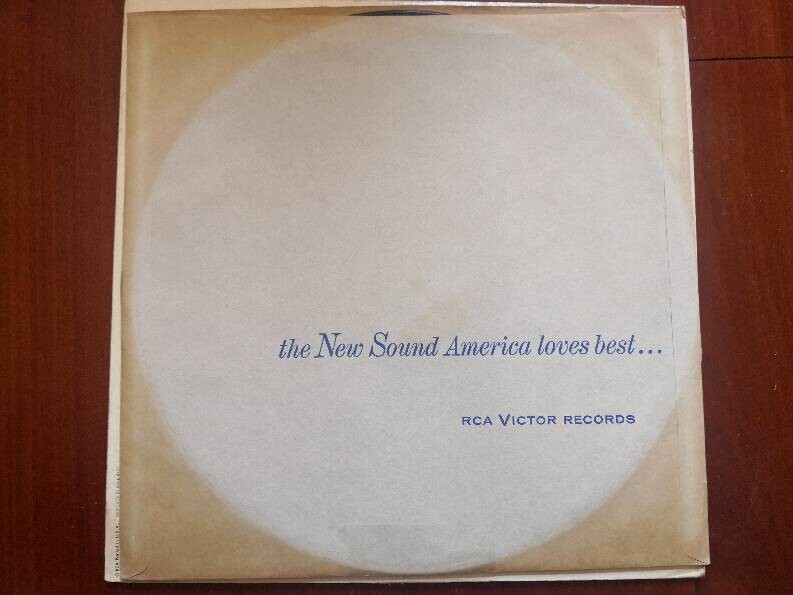 the New Sound America loves best...
RCA VICTOR RECORDS